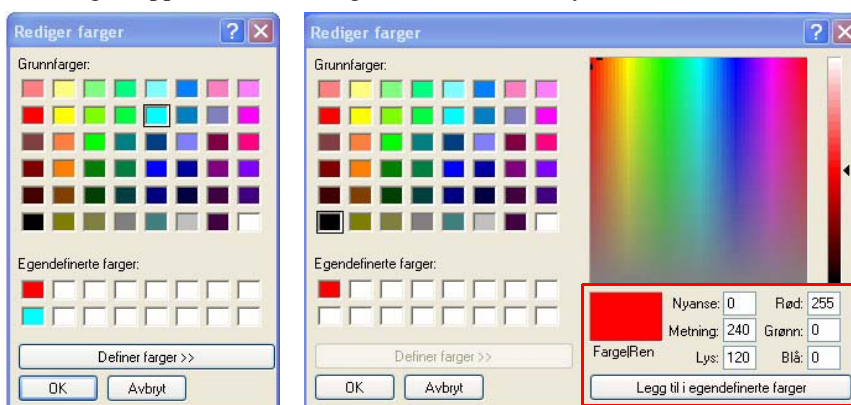 Rediger farger
Grunnfarger:
Egendefinerte farger:
Definer farger >>
OK Avbryt
Rediger farger
Grunnfarger:
Egendefinerte farger:
Definer farger >>
OK Avbryt
Nyanse: 0 Rød: 255
Metning: 240 Grønn: 0
Farge|Ren Lys: 120 Blå: 0
Legg til i egendefinerte farger